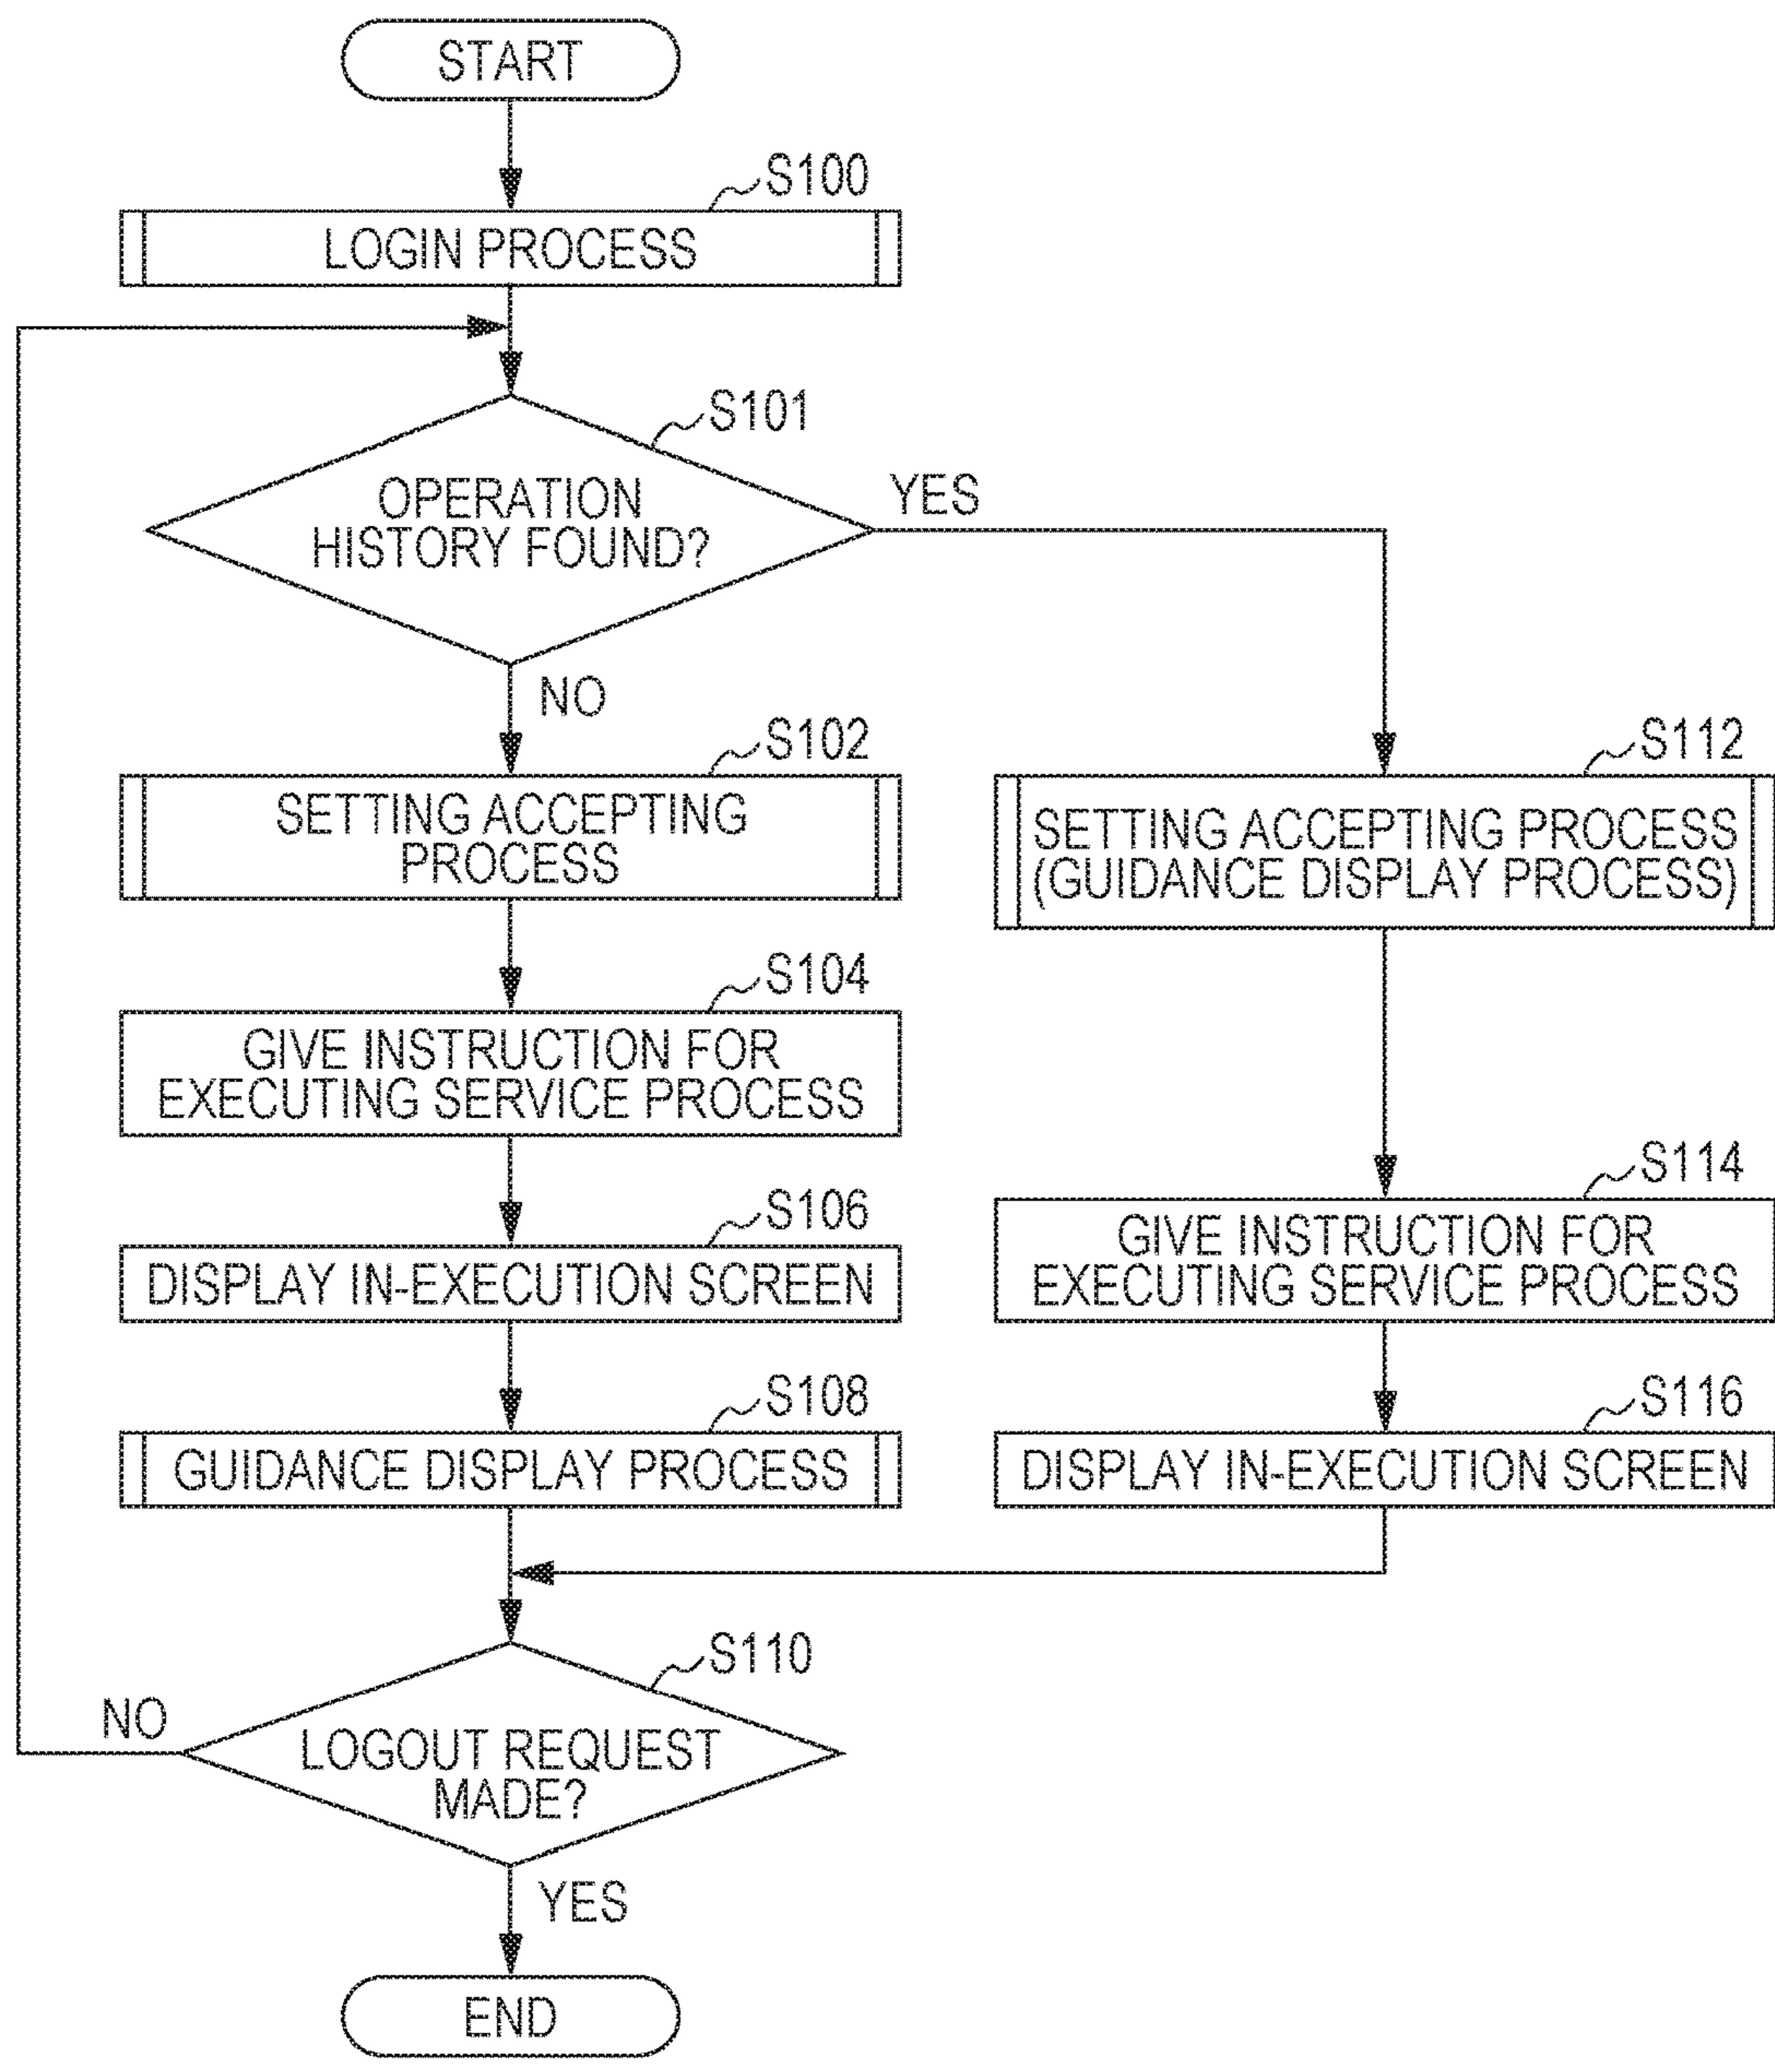 START
S100
LOGIN PROCESS
S101
OPERATION
HISTORY FOUND?
YES
NO
S102
SETTING ACCEPTING
PROCESS
S112
SETTING ACCEPTING PROCESS
(GUIDANCE DISPLAY PROCESS)
S104
GIVE INSTRUCTION FOR
EXECUTING SERVICE PROCESS
S114
GIVE INSTRUCTION FOR
EXECUTING SERVICE PROCESS
S106
DISPLAY IN-EXECUTION SCREEN
S108
GUIDANCE DISPLAY PROCESS
S116
DISPLAY IN-EXECUTION SCREEN
S110
LOGOUT REQUEST
MADE?
NO
YES
END